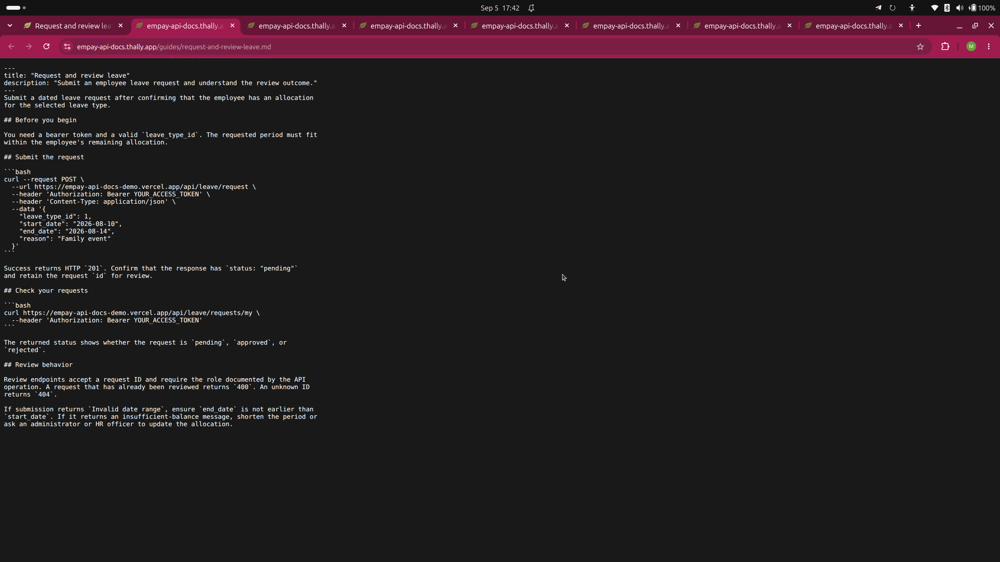 Sep 5 17:42
100%
Request and review lea
empay-api-docs.thally.a
empay-api-docs.thally.a
empay-api-docs.thally.a
empay-api-docs.thally.a
empay-api-docs.thally.a
empay-api-docs.thally.a
empay-api-docs.thally.a
empay-api-docs.thally.app/guides/request-and-review-leave.md
M
---
title: "Request and review leave"
description: "Submit an employee leave request and understand the review outcome."
---
Submit a dated leave request after confirming that the employee has an allocation
for the selected leave type.
## Before you begin
You need a bearer token and a valid `leave_type_id`. The requested period must fit
within the employee's remaining allocation.
## Submit the request
```bash
curl --request POST \
  --url https://empay-api-docs-demo.vercel.app/api/leave/request \
  --header 'Authorization: Bearer YOUR_ACCESS_TOKEN' \
  --header 'Content-Type: application/json' \
  --data '{
    "leave_type_id": 1,
    "start_date": "2026-08-10",
    "end_date": "2026-08-14",
    "reason": "Family event"
  }'
```
Success returns HTTP `201`. Confirm that the response has `status: "pending"`
and retain the request `id` for review.
## Check your requests
```bash
curl https://empay-api-docs-demo.vercel.app/api/leave/requests/my \
  --header 'Authorization: Bearer YOUR_ACCESS_TOKEN'
```
The returned status shows whether the request is `pending`, `approved`, or
`rejected`.
## Review behavior
Review endpoints accept a request ID and require the role documented by the API
operation. A request that has already been reviewed returns `400`. An unknown ID
returns `404`.
If submission returns `Invalid date range`, ensure `end_date` is not earlier than
`start_date`. If it returns an insufficient-balance message, shorten the period or
ask an administrator or HR officer to update the allocation.